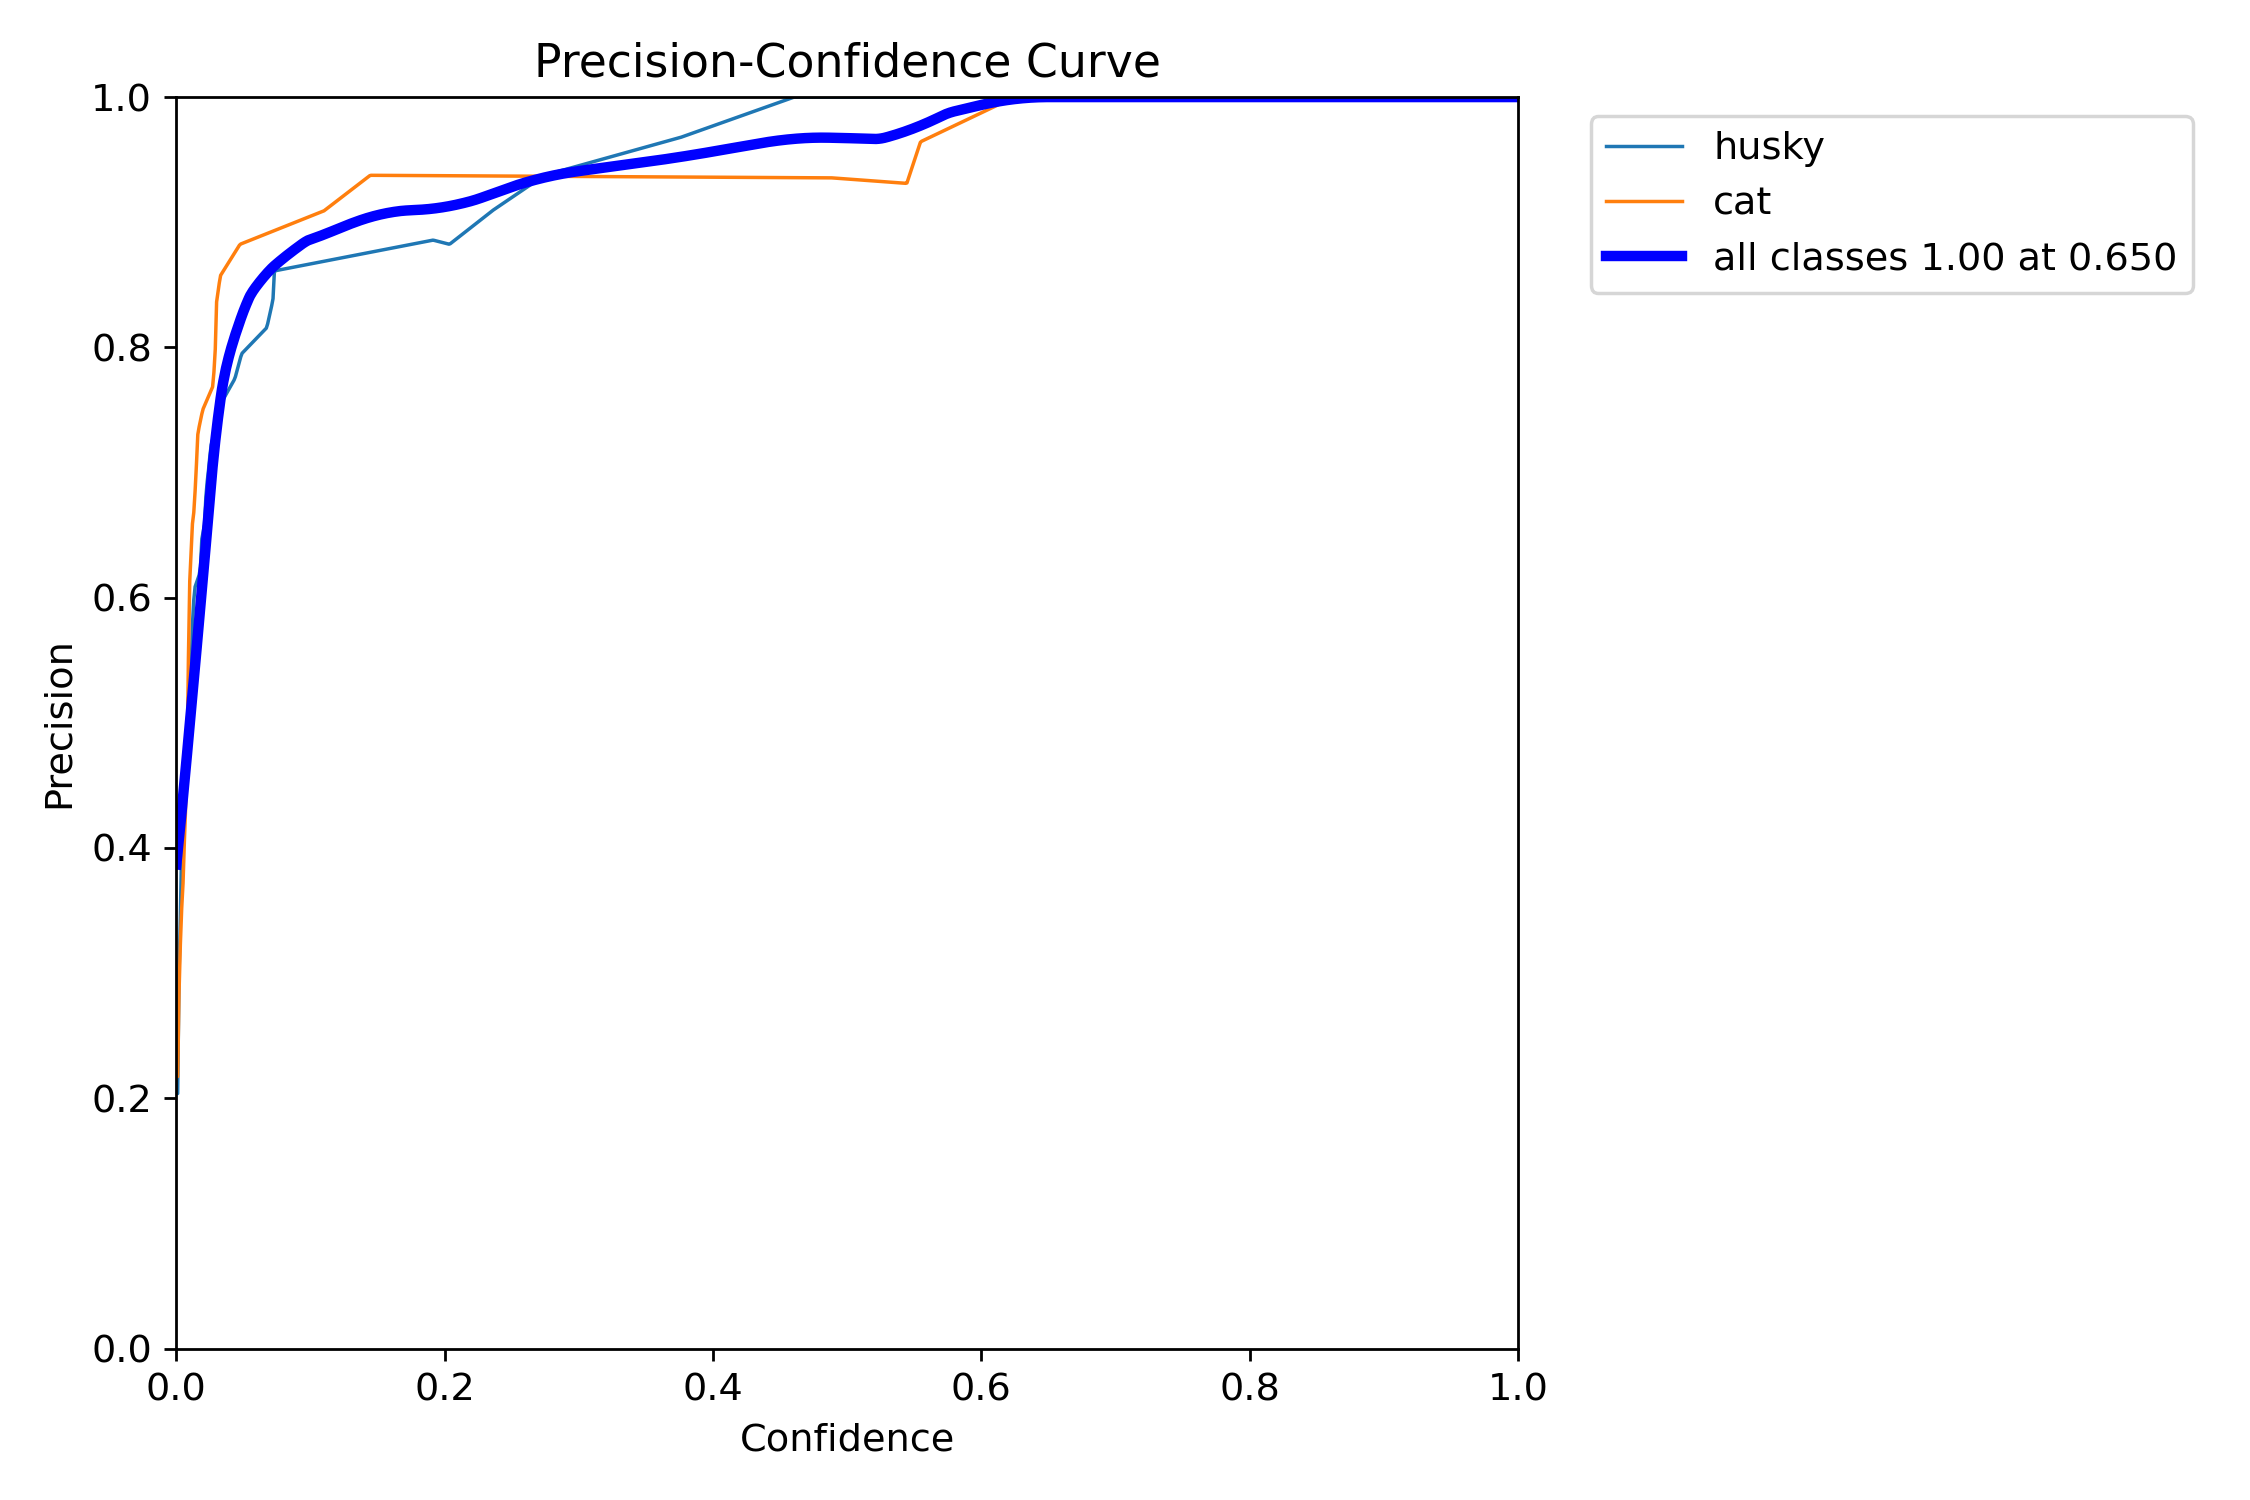 Precision-Confidence Curve
1.0
0.8
0.6
0.4
0.2
0.0
Precision
0.0 0.2 0.4 0.6 0.8 1.0
Confidence
husky
cat
all classes 1.00 at 0.650